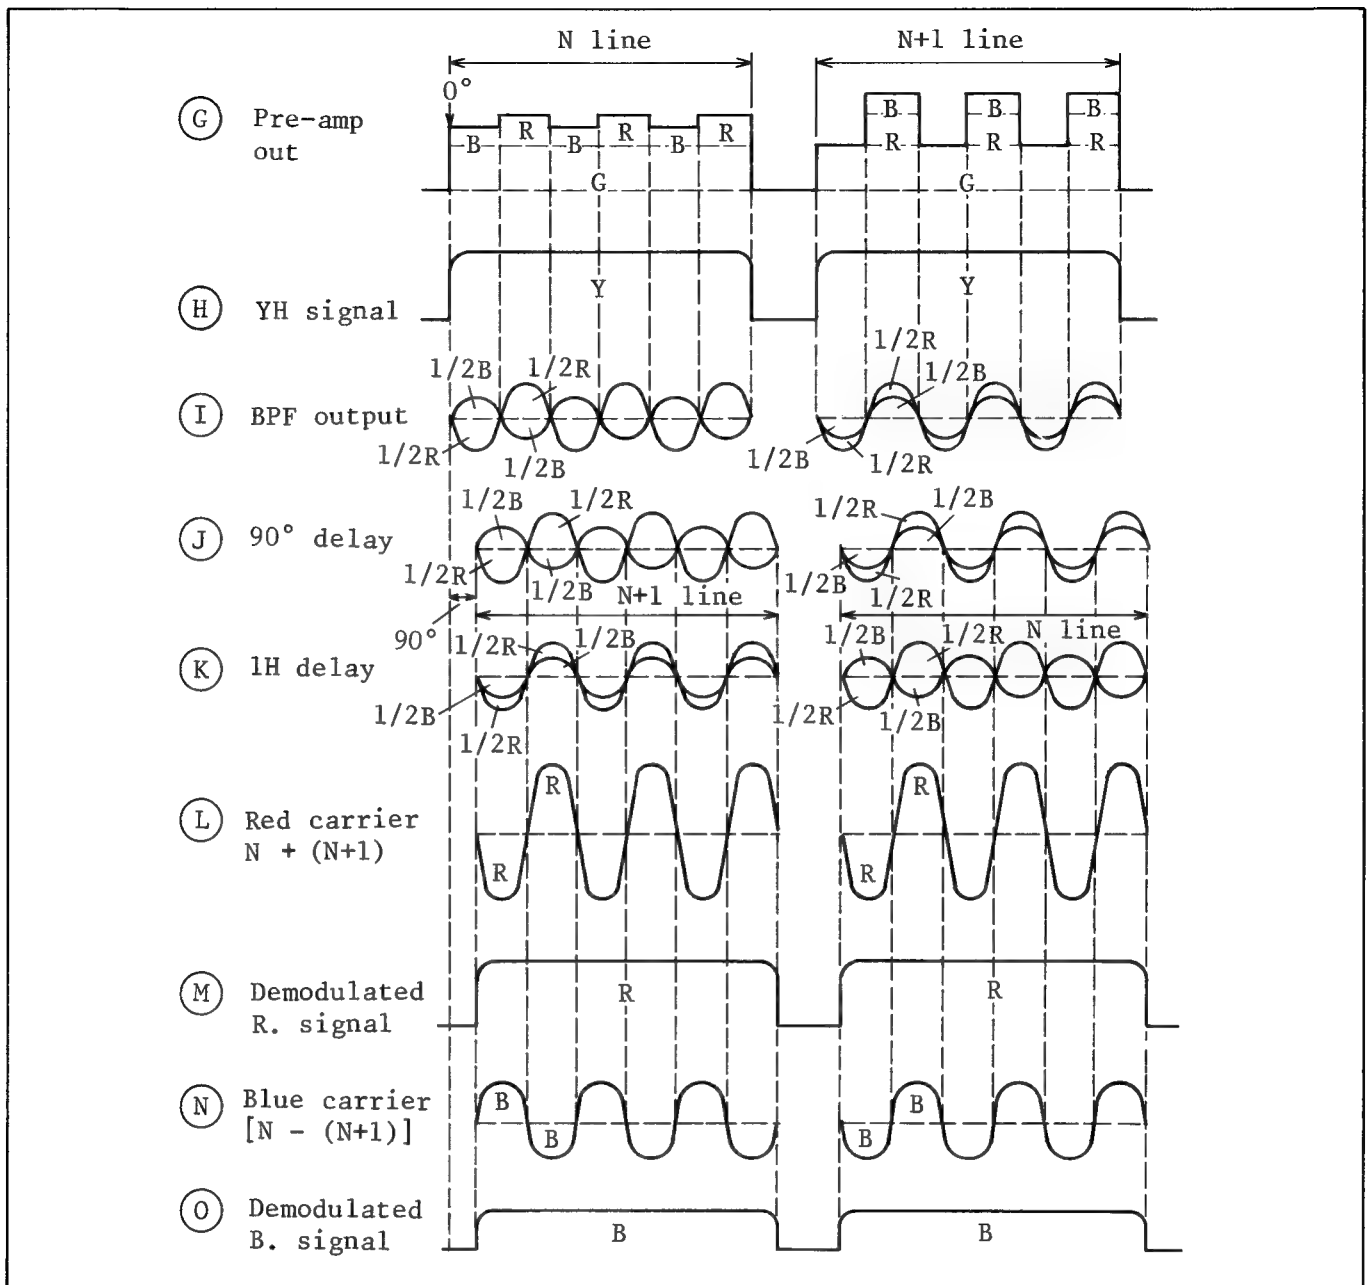 N line
N+1 line
0°
G Pre-amp out
B R B R B R
B B B
R R R
G
G
H YH signal
Y
Y
1/2B 1/2R
1/2R
1/2B
I BPF output
1/2R
1/2B
1/2B
1/2R
1/2B 1/2R
1/2R 1/2B
J 90° delay
1/2R
1/2B
1/2B
1/2R
90°
N+1 line
N line
K 1H delay
1/2R 1/2B
1/2B
1/2R
1/2B 1/2R
1/2R
1/2B
L Red carrier
N + (N+1)
R
R
R
R
M Demodulated
R. signal
R
R
N Blue carrier
[N - (N+1)]
B
B
B
B
O Demodulated
B. signal
B
B